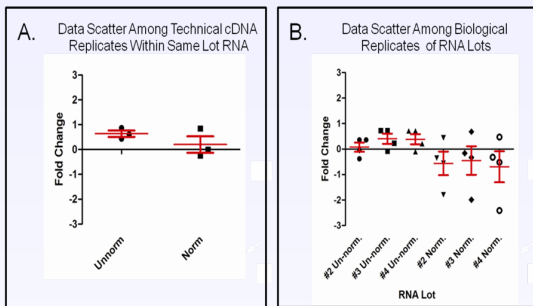 A.
Data Scatter Among Technical cDNA
Replicates Within Same Lot RNA
Fold Change
3
2
1
0
-1
-2
-3
Unnorm
Norm
B.
Data Scatter Among Biological
Replicates of RNA Lots
Fold Change
3
2
1
0
-1
-2
-3
#2 Un-norm.
#3 Un-norm.
#4 Un-norm.
#2 Norm.
#3 Norm.
#4 Norm.
RNA Lot